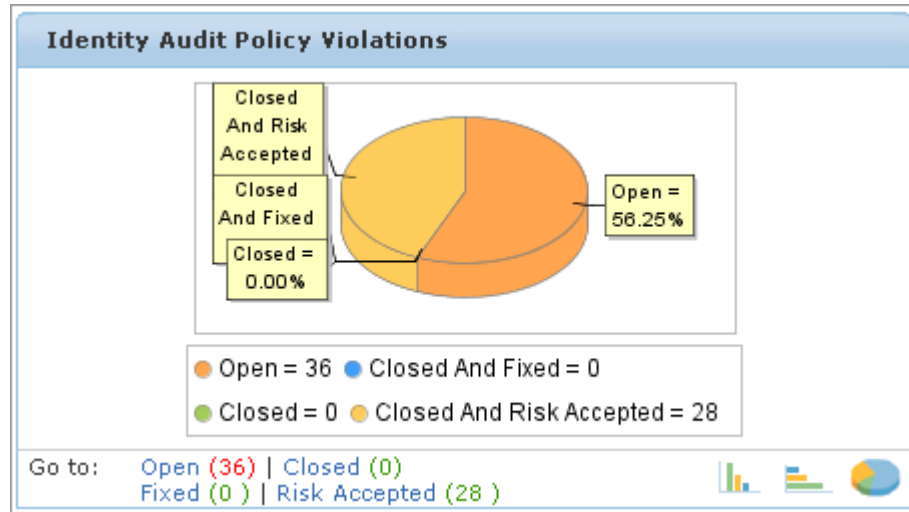 Identity Audit Policy Violations
Closed
And Risk
Accepted
Closed
And Fixed
Closed =
0.00%
Open =
56.25%
Open = 36 Closed And Fixed = 0
Closed = 0 Closed And Risk Accepted = 28
Go to: Open (36) | Closed (0)
Fixed (0 ) | Risk Accepted (28 )